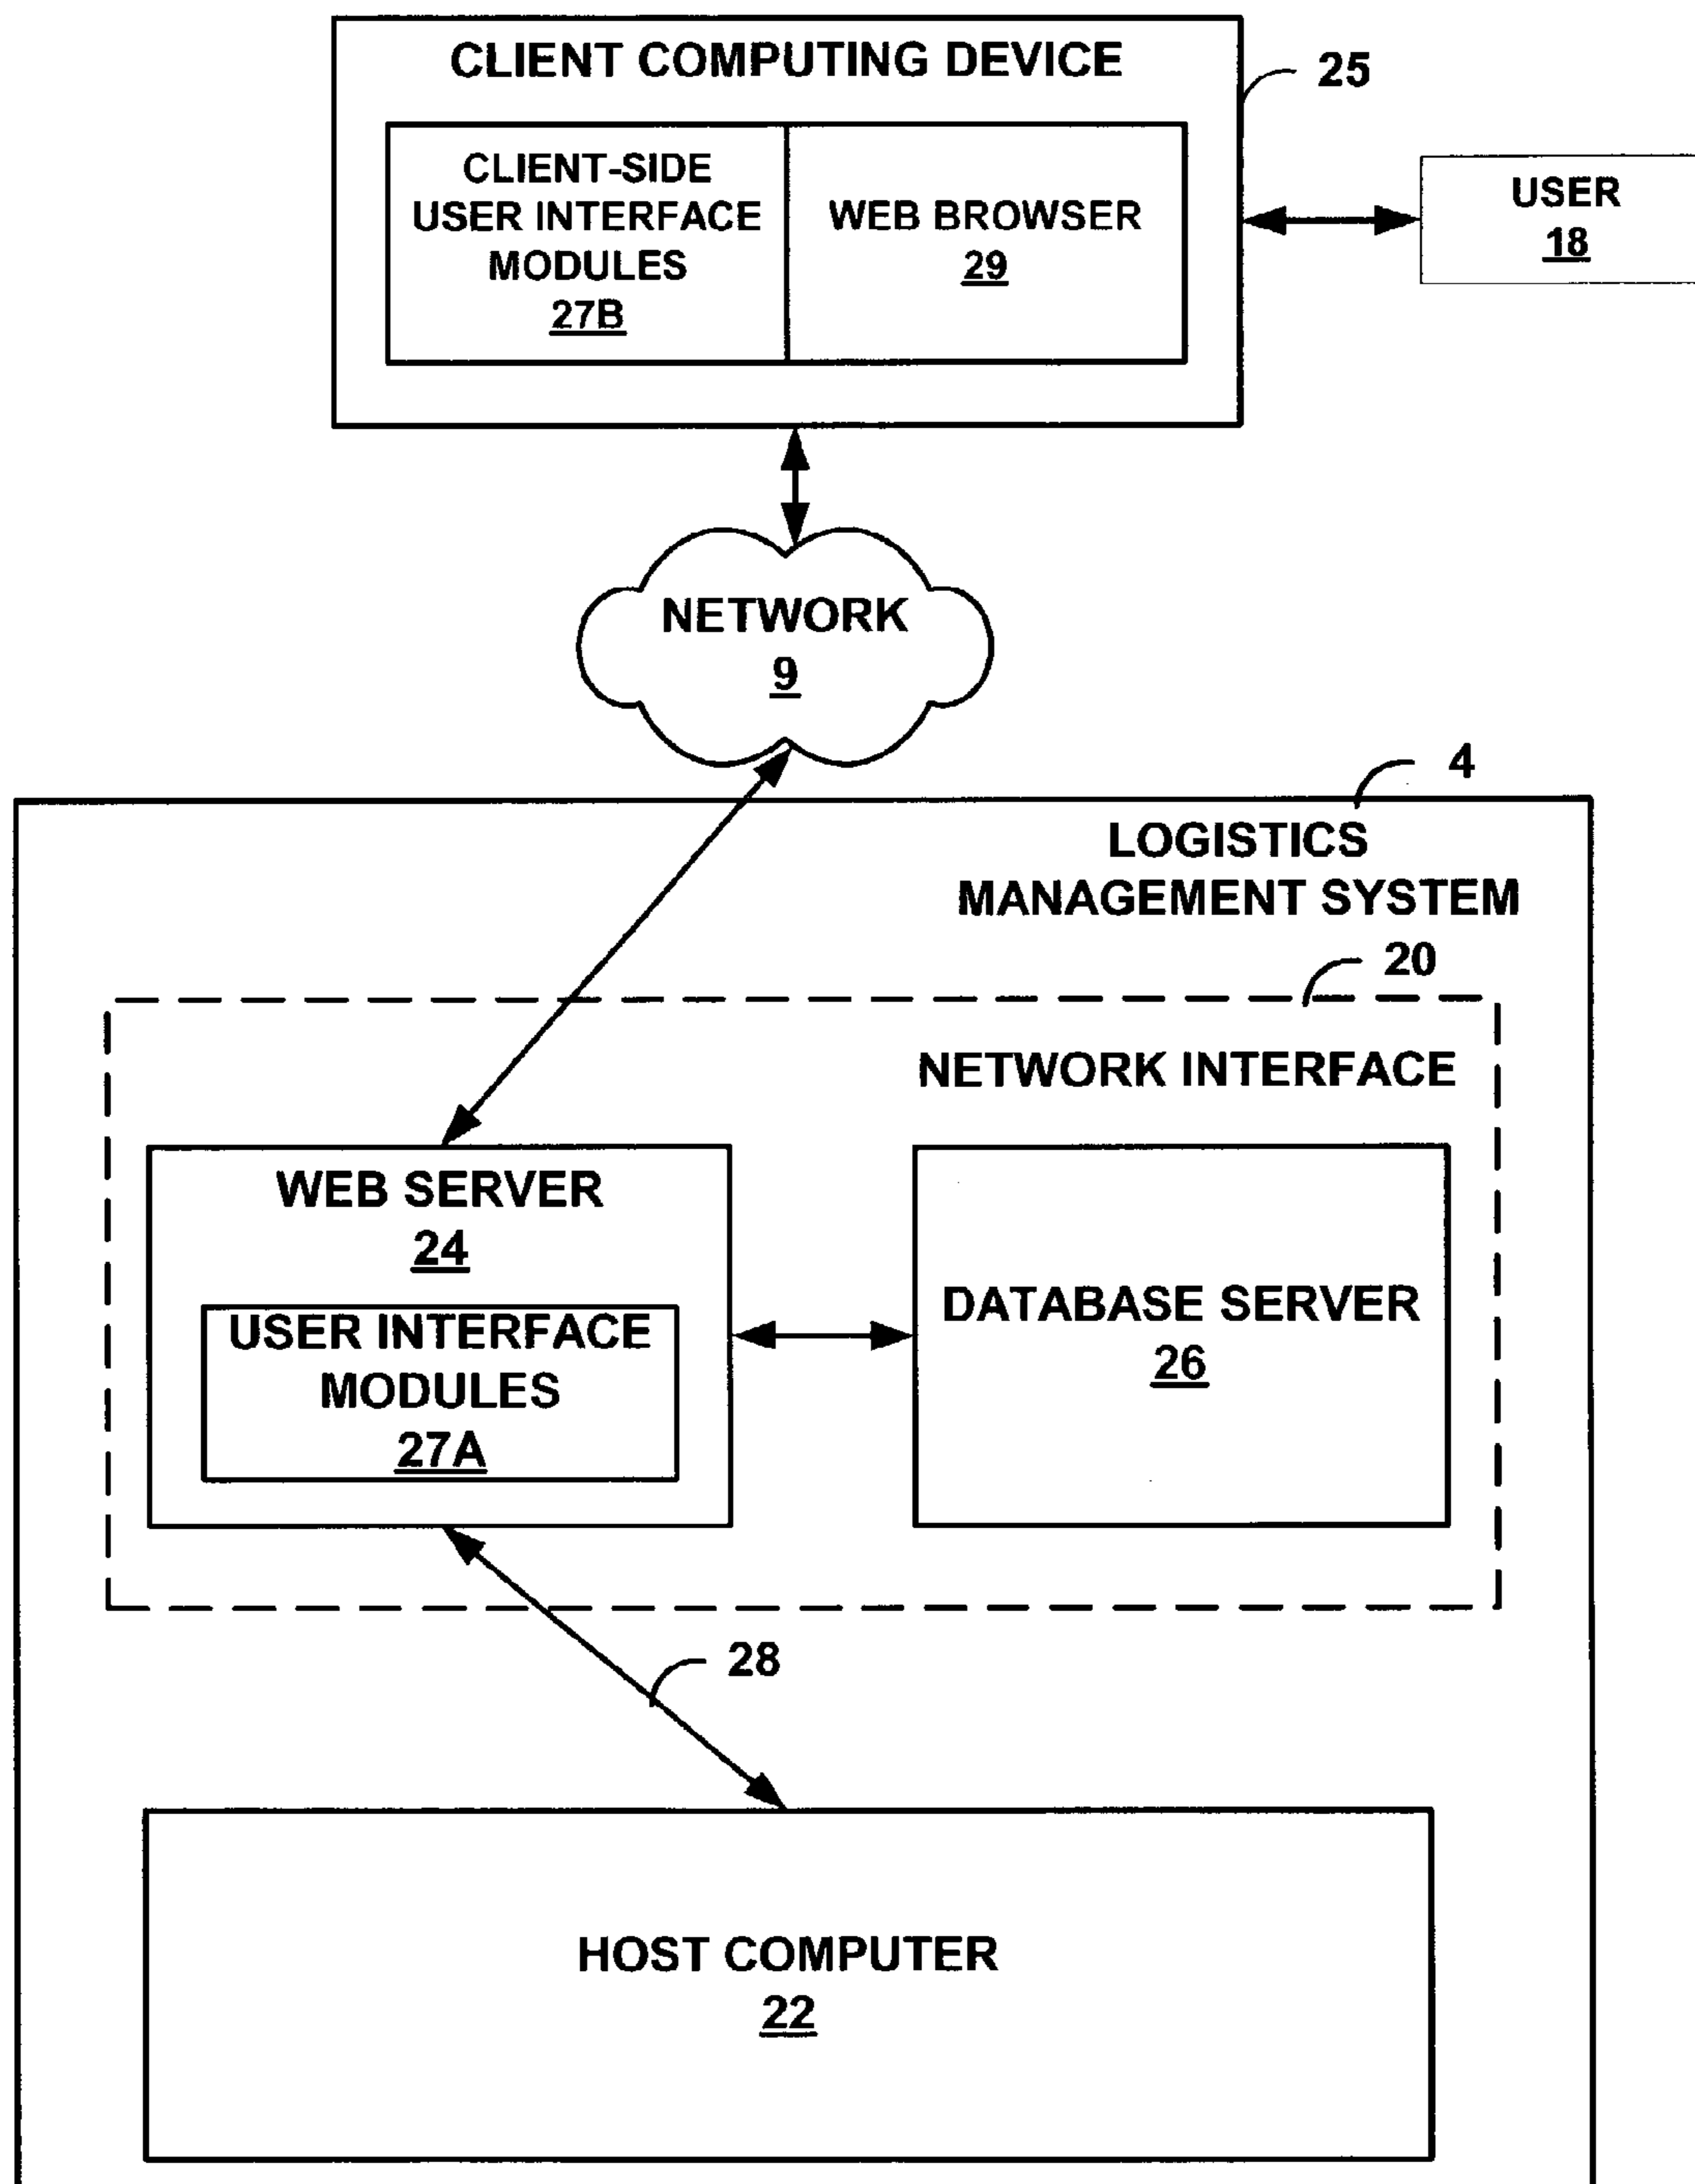 CLIENT COMPUTING DEVICE
25
CLIENT-SIDE
USER INTERFACE
MODULES
27B
WEB BROWSER
29
USER
18
NETWORK
9
4
LOGISTICS
MANAGEMENT SYSTEM
20
NETWORK INTERFACE
WEB SERVER
24
USER INTERFACE
MODULES
27A
DATABASE SERVER
26
28
HOST COMPUTER
22